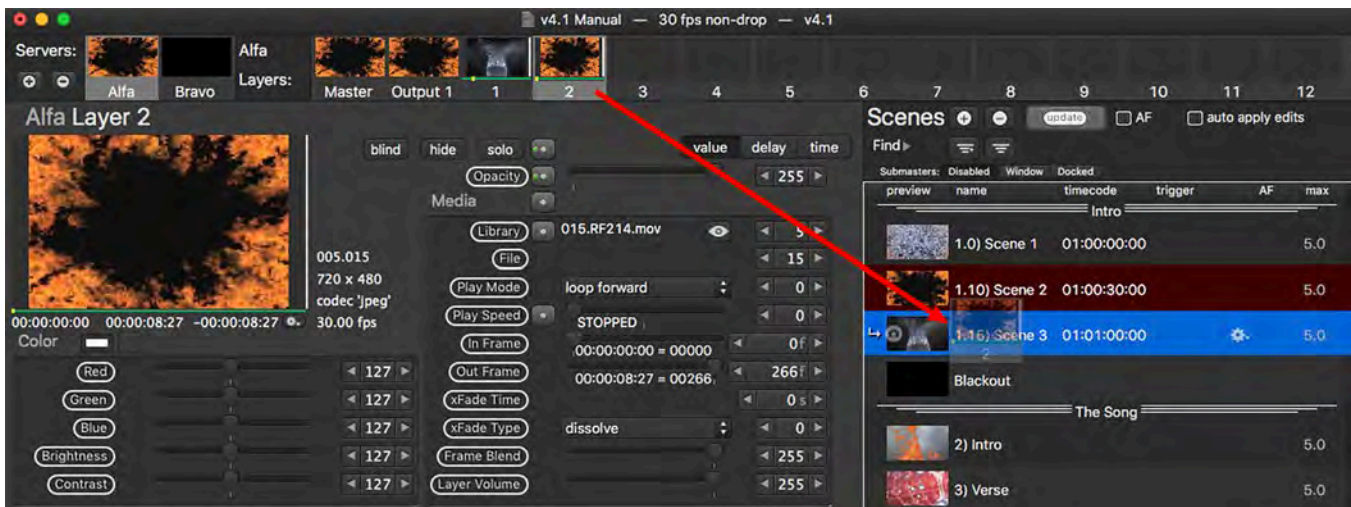 v4.1 Manual — 30 fps non-drop — v4.1
Servers:
Alfa
Bravo
Alfa
Layers:
Master
Output 1
1
2
3
4
5
6
7
8
9
10
11
12
Alfa Layer 2
005.015
720 x 480
codec 'jpeg'
30.00 fps
00:00:00:00 00:00:08:27 -00:00:08:27
Color
Red 127
Green 127
Blue 127
Brightness 127
Contrast 127
blind hide solo value delay time
Opacity 255
Media
Library 015.RF214.mov 5
File 15
Play Mode loop forward 0
Play Speed STOPPED 0
In Frame 00:00:00:00 = 00000 0f
Out Frame 00:00:08:27 = 00266 266f
xFade Time 0 s
xFade Type dissolve 0
Frame Blend 255
Layer Volume 255
Scenes update AF auto apply edits
Find
Submasters: Disabled Window Docked
preview name timecode trigger AF max
Intro
1.0) Scene 1 01:00:00:00 5.0
1.10) Scene 2 01:00:30:00 5.0
1.15) Scene 3 01:01:00:00 5.0
2
Blackout
The Song
2) Intro 5.0
3) Verse 5.0